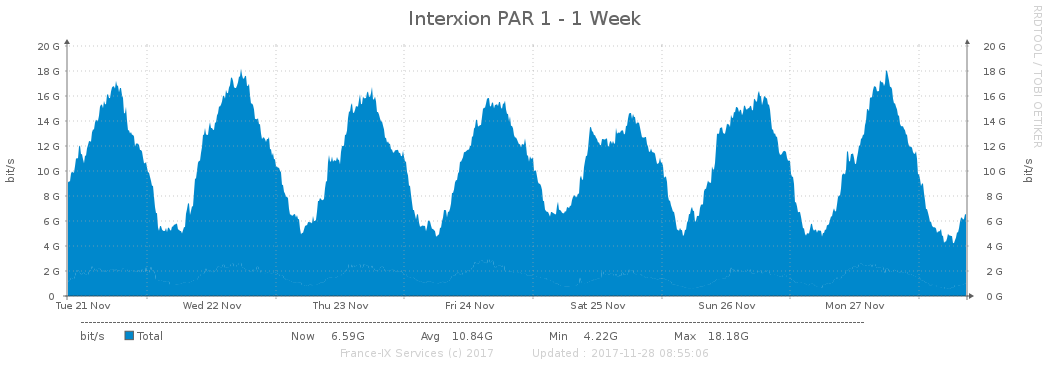 Interxion PAR 1 - 1 Week
RRDTOOL / TOBI OETIKER
bit/s
20 G 20 G
18 G 18 G
16 G 16 G
14 G 14 G
12 G 12 G
10 G 10 G
8 G 8 G
6 G 6 G
4 G 4 G
2 G 2 G
0 0 G
bit/s
Tue 21 Nov Wed 22 Nov Thu 23 Nov Fri 24 Nov Sat 25 Nov Sun 26 Nov Mon 27 Nov
bit/s Total Now 6.59G Avg 10.84G Min 4.22G Max 18.18G
France-IX Services (c) 2017 Updated : 2017-11-28 08:55:06